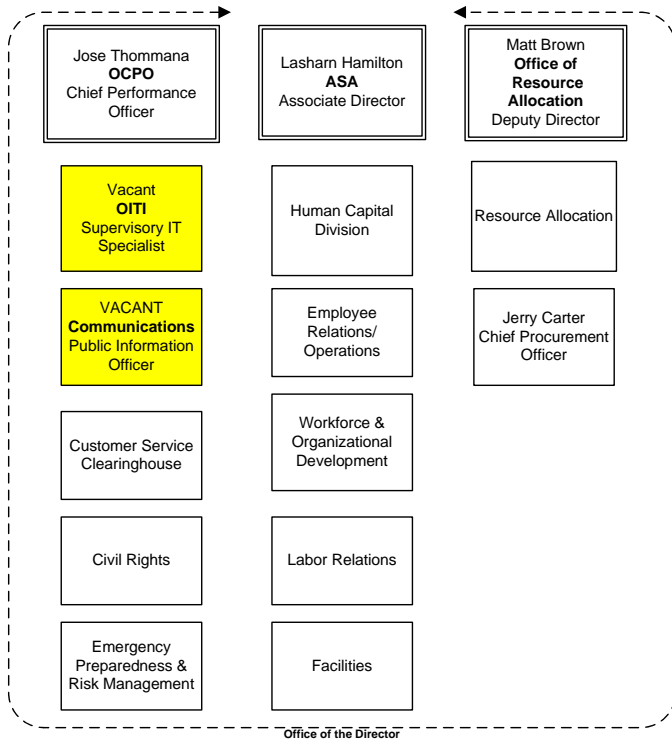 Jose Thommana
OCPO
Chief Performance
Officer
Vacant
OITI
Supervisory IT
Specialist
VACANT
Communications
Public Information
Officer
Customer Service
Clearinghouse
Civil Rights
Emergency
Preparedness &
Risk Management
Lasharn Hamilton
ASA
Associate Director
Human Capital
Division
Employee
Relations/
Operations
Workforce &
Organizational
Development
Labor Relations
Facilities
Matt Brown
Office of
Resource
Allocation
Deputy Director
Resource Allocation
Jerry Carter
Chief Procurement
Officer
Office of the Director